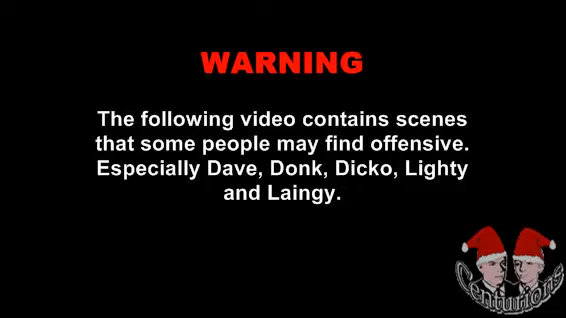 WARNING
The following video contains scenes
that some people may find offensive.
Especially Dave, Donk, Dicko, Lighty
and Laingy.
Centurions